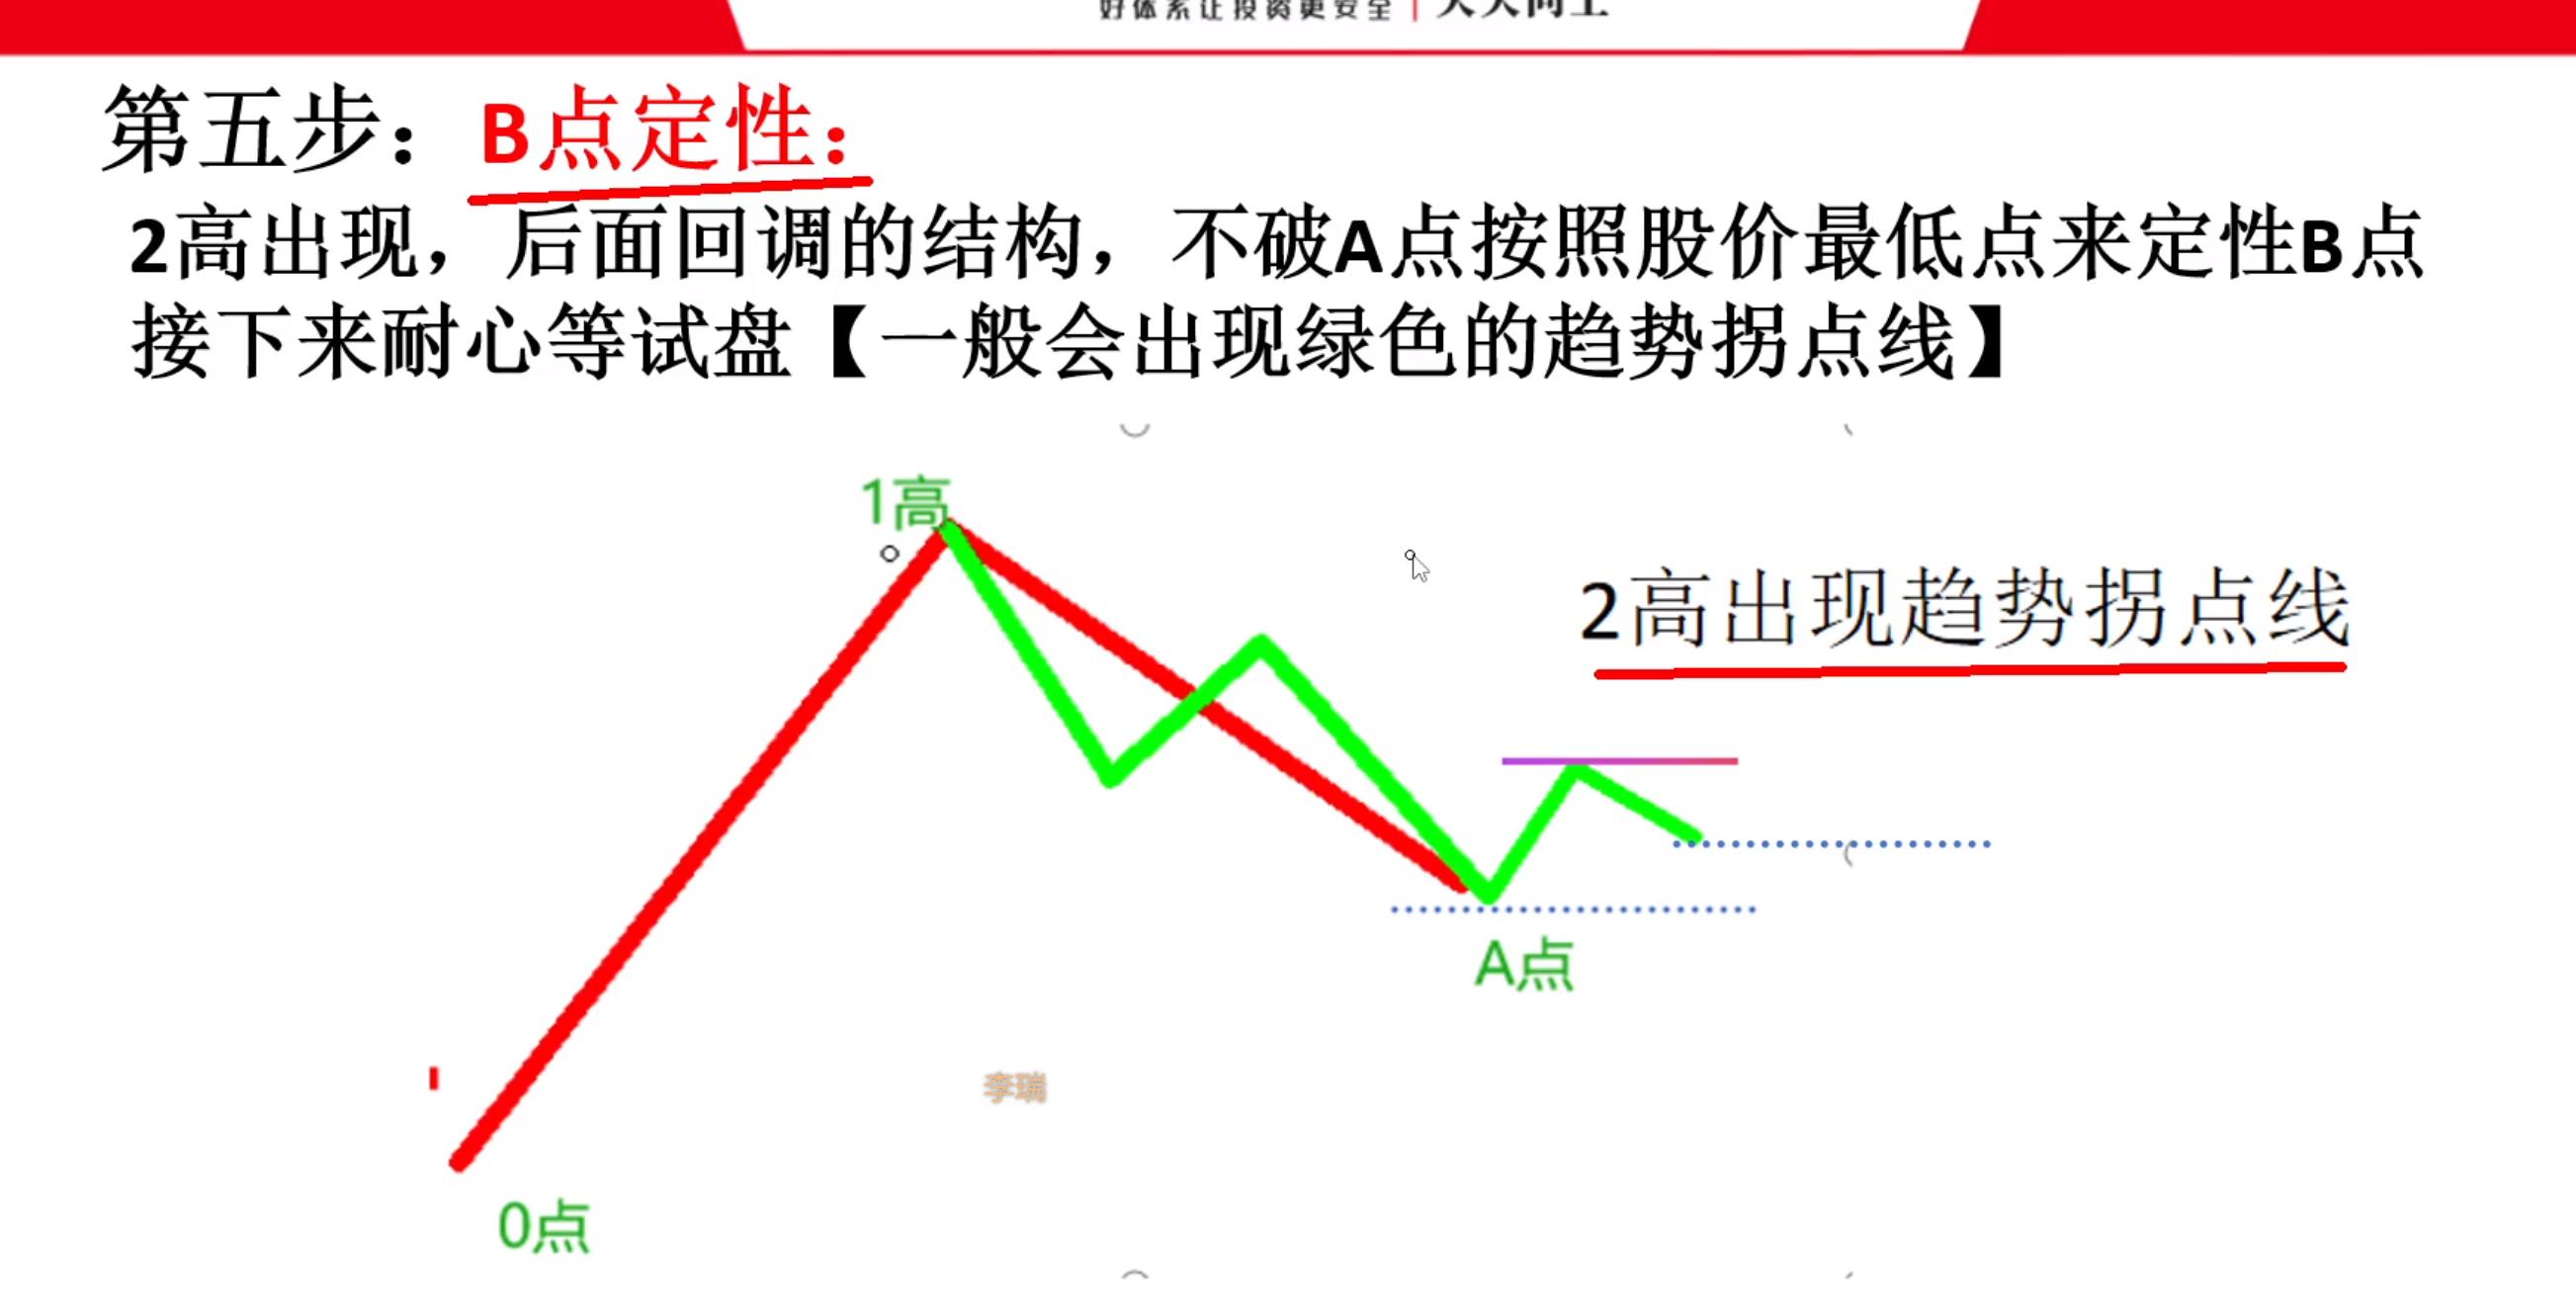 好体系让投资更安全 | 天天向上
第五步：B点定性：
2高出现，后面回调的结构，不破A点按照股价最低点来定性B点
接下来耐心等试盘【一般会出现绿色的趋势拐点线】
1高
2高出现趋势拐点线
A点
李瑞
0点